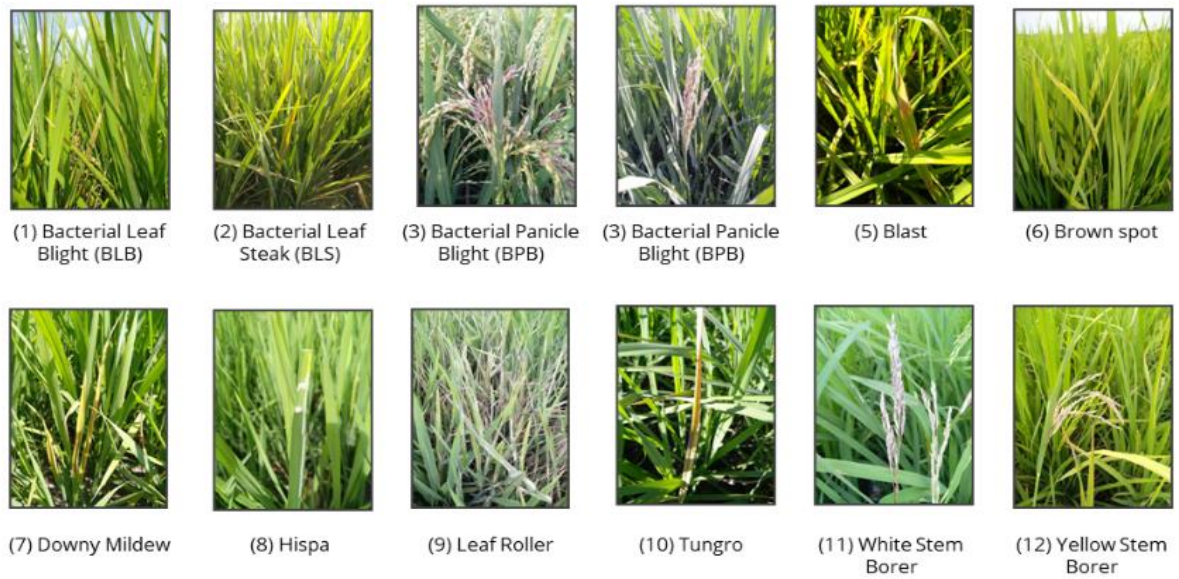 (1) Bacterial Leaf
Blight (BLB)
(2) Bacterial Leaf
Steak (BLS)
(3) Bacterial Panicle
Blight (BPB)
(3) Bacterial Panicle
Blight (BPB)
(5) Blast
(6) Brown spot
(7) Downy Mildew
(8) Hispa
(9) Leaf Roller
(10) Tungro
(11) White Stem
Borer
(12) Yellow Stem
Borer